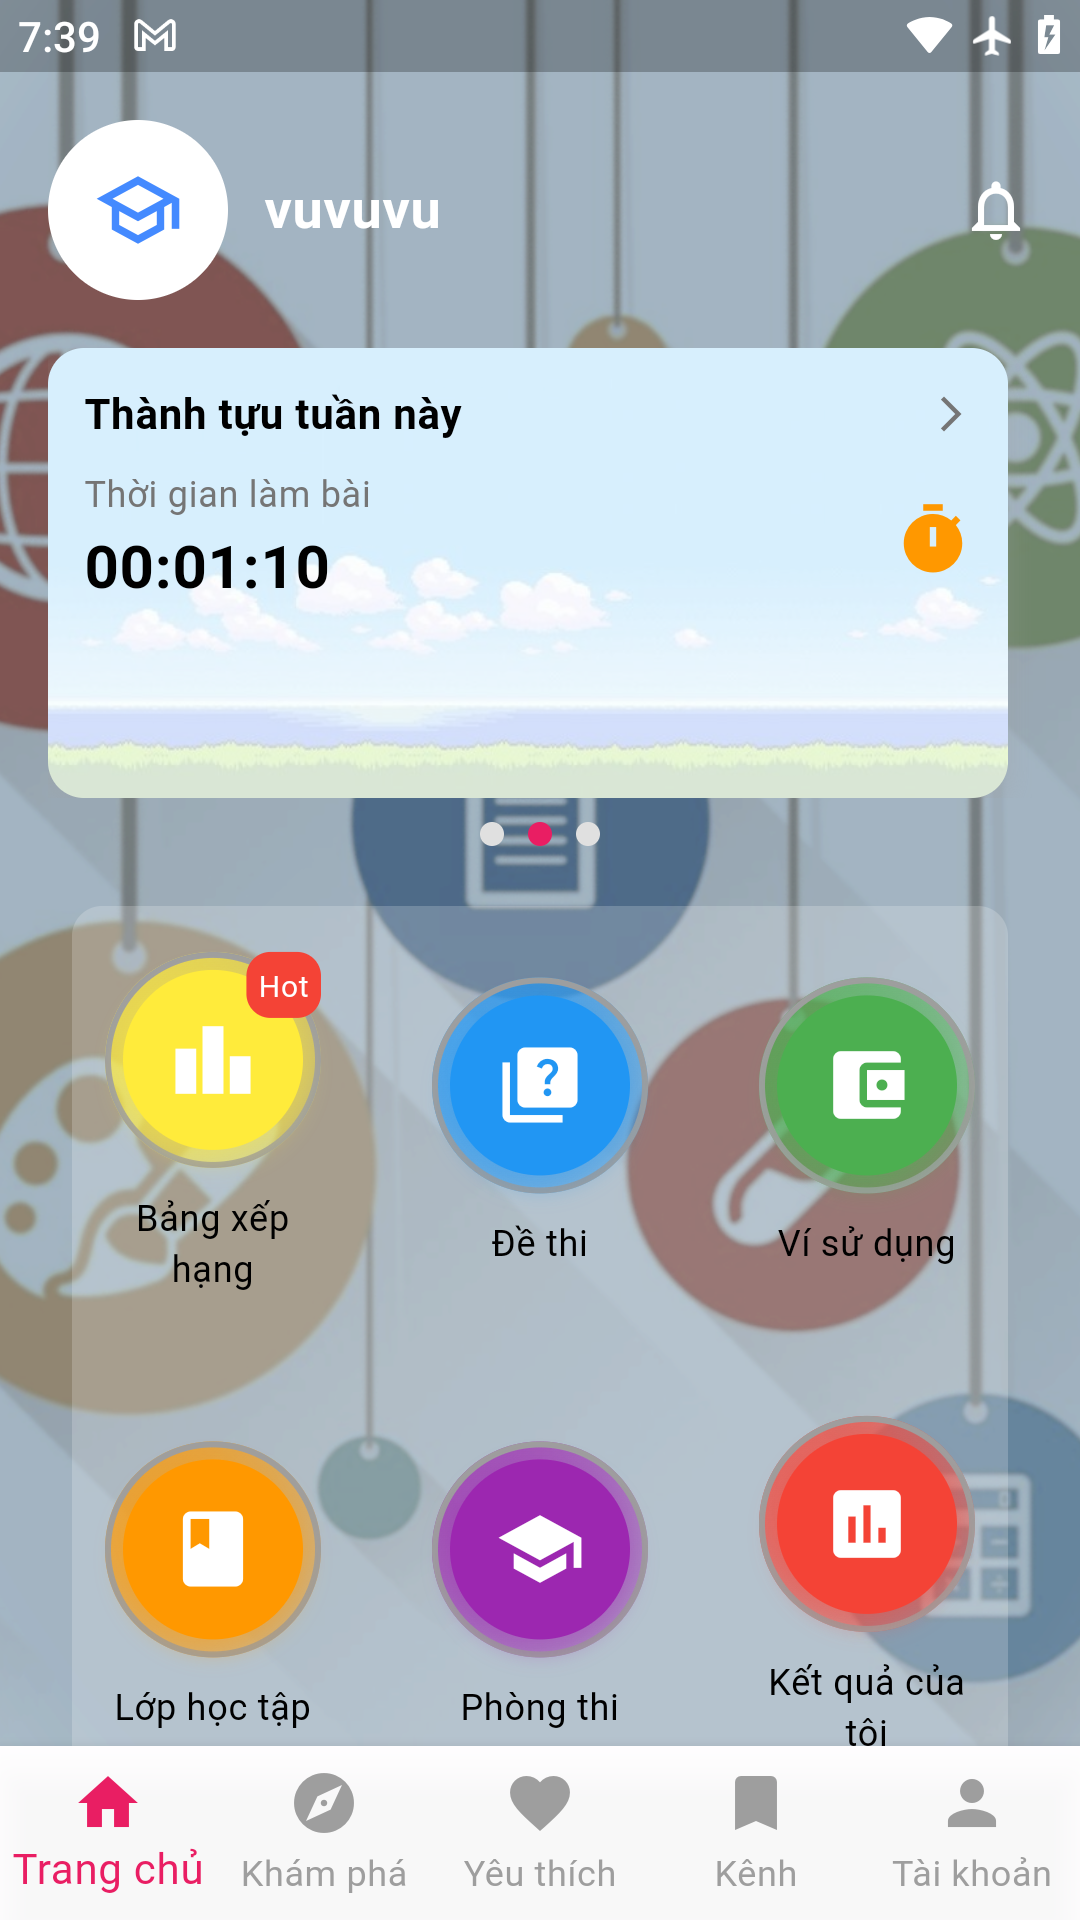 7:39
vuvuvu
Thành tựu tuần này
Thời gian làm bài
00:01:10
Hot
Bảng xếp
hạng
Đề thi
Ví sử dụng
Lớp học tập
Phòng thi
Kết quả của
tôi
Trang chủ
Khám phá
Yêu thích
Kênh
Tài khoản